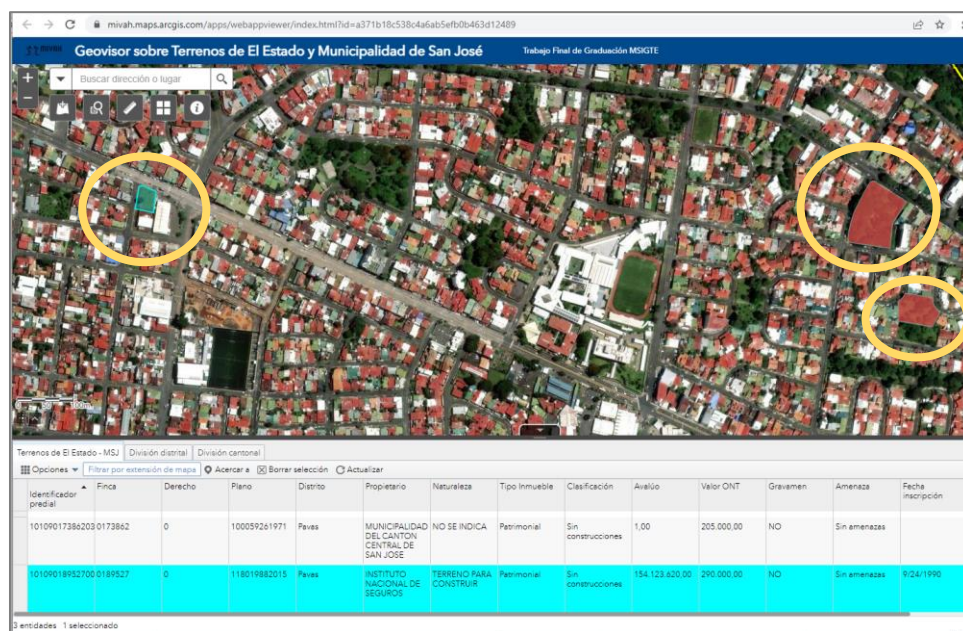 mivah.maps.arcgis.com/apps/webappviewer/index.html?id=a371b18c538c4a6ab5efb0b463d12489
Geovisor sobre Terrenos de El Estado y Municipalidad de San José Trabajo Final de Graduación MSIGTE
+ Buscar dirección o lugar
−
100m
Terrenos de El Estado - MSJ División distrital División cantonal
Opciones Filtrar por extensión de mapa Acercar a Borrar selección Actualizar
Identificador predial Finca Derecho Plano Distrito Propietario Naturaleza Tipo Inmueble Clasificación Avalúo Valor ONT Gravamen Amenaza Fecha inscripción
10109017386203 0173862 0 100059261971 Pavas MUNICIPALIDAD DEL CANTON CENTRAL DE SAN JOSE NO SE INDICA Patrimonial Sin construcciones 1,00 205.000,00 NO Sin amenazas
10109018952700 0189527 0 118019882015 Pavas INSTITUTO NACIONAL DE SEGUROS TERRENO PARA CONSTRUIR Patrimonial Sin construcciones 154.123.620,00 290.000,00 NO Sin amenazas 9/24/1990
3 entidades 1 seleccionado